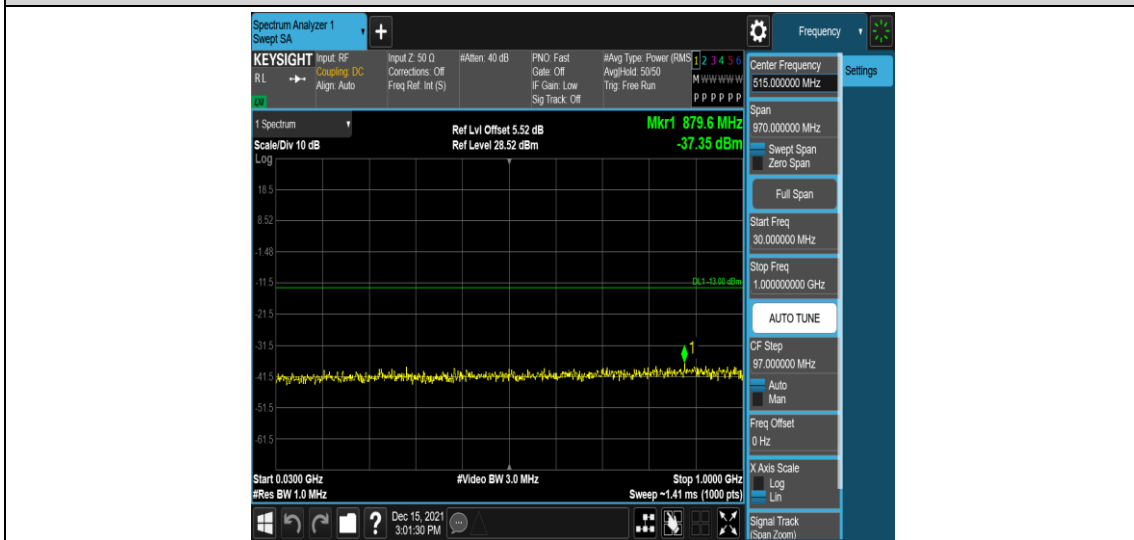 Spectrum Analyzer 1
Swept SA
+
Frequency
KEYSIGHT
RL
LXI
Input: RF
Coupling: DC
Align: Auto
Input Z: 50 Ω
Corrections: Off
Freq Ref: Int (S)
#Atten: 40 dB
PNO: Fast
Gate: Off
IF Gain: Low
Sig Track: Off
#Avg Type: Power (RMS
Avg|Hold: 50/50
Trig: Free Run
1 2 3 4 5 6
M W W W W W
P P P P P P
Center Frequency
515.000000 MHz
Settings
Span
970.000000 MHz
Swept Span
Zero Span
Full Span
Start Freq
30.000000 MHz
Stop Freq
1.000000000 GHz
AUTO TUNE
CF Step
97.000000 MHz
Auto
Man
Freq Offset
0 Hz
X Axis Scale
Log
Lin
Signal Track
(Span Zoom)
1 Spectrum
Scale/Div 10 dB
Log
Ref Lvl Offset 5.52 dB
Ref Level 28.52 dBm
Mkr1 879.6 MHz
-37.35 dBm
18.5
8.52
-1.48
-11.5
DL1 -13.00 dBm
-21.5
-31.5
1
-41.5
-51.5
-61.5
Start 0.0300 GHz
#Video BW 3.0 MHz
Stop 1.0000 GHz
#Res BW 1.0 MHz
Sweep ~1.41 ms (1000 pts)
?
Dec 15, 2021
3:01:30 PM